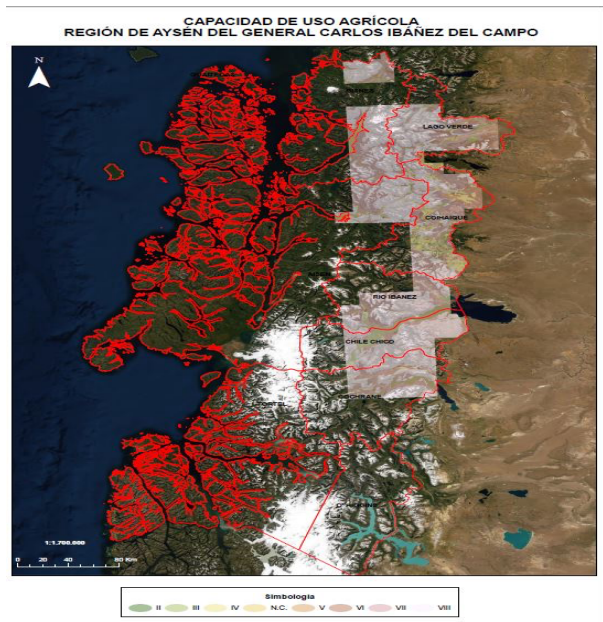 CAPACIDAD DE USO AGRÍCOLA
REGIÓN DE AYSÉN DEL GENERAL CARLOS IBÁÑEZ DEL CAMPO
N
LAGO VERDE
COIHAIQUE
RIO IBANEZ
CHILE CHICO
COCHRANE
1:1.700.000
0 20 40 80 Km
Simbología
II III IV N.C. V VI VII VIII